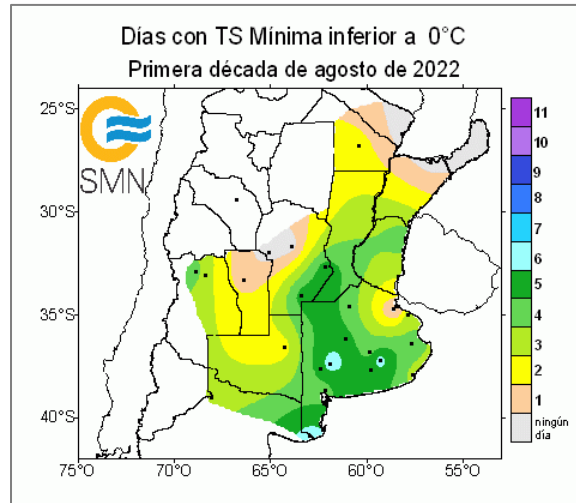 Días con TS Mínima inferior a 0°C
Primera década de agosto de 2022
SMN
25°S
30°S
35°S
40°S
75°O
70°O
65°O
60°O
55°O
11
10
9
8
7
6
5
4
3
2
1
ningún
día